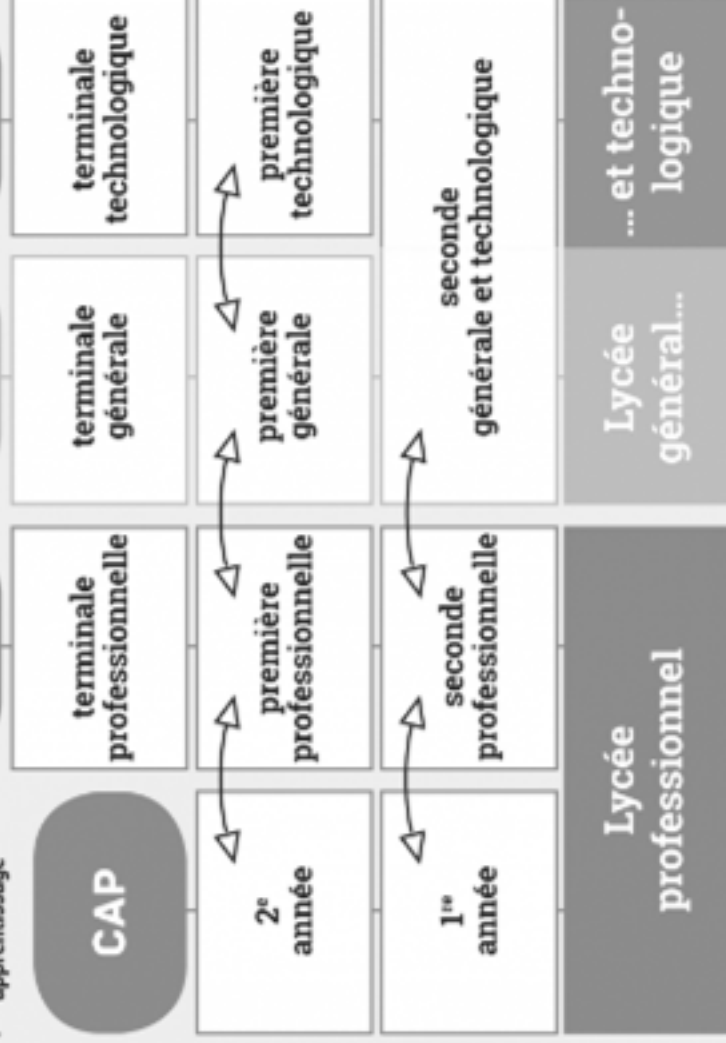 apprentissage
CAP
terminale
professionnelle
terminale
générale
terminale
technologique
2e
année
première
professionnelle
première
générale
première
technologique
1re
année
seconde
professionnelle
seconde
générale et technologique
Lycée
professionnel
Lycée
général...
... et techno-
logique